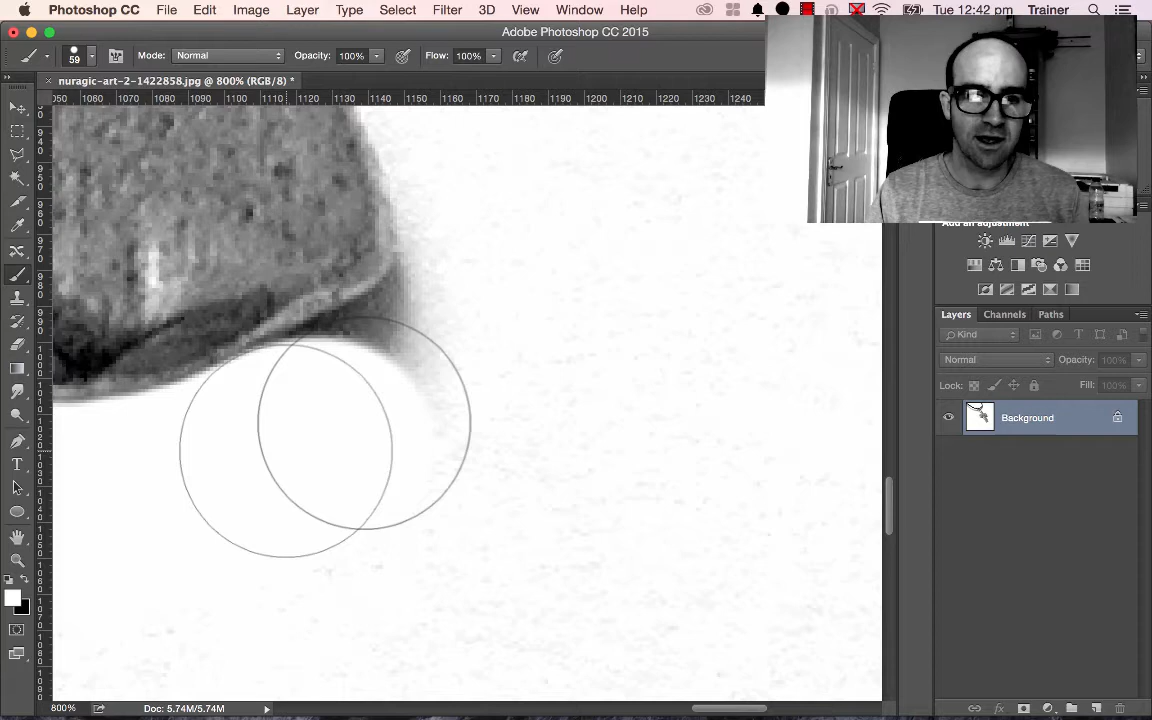 Photoshop CC File Edit Image Layer Type Select Filter 3D View Window Help Tue 12:42 pm Trainer
Adobe Photoshop CC 2015
59 Mode: Normal Opacity: 100% Flow: 100%
nuragic-art-2-1422858.jpg @ 800% (RGB/8) *
050 1060 1070 1080 1090 1100 1110 1120 1130 1140 1150 1160 1170 1180 1190 1200 1210 1220 1230 1240
Add an adjustment
Layers Channels Paths
Kind
Normal Opacity: 100%
Lock: Fill: 100%
Background
800% Doc: 5.74M/5.74M